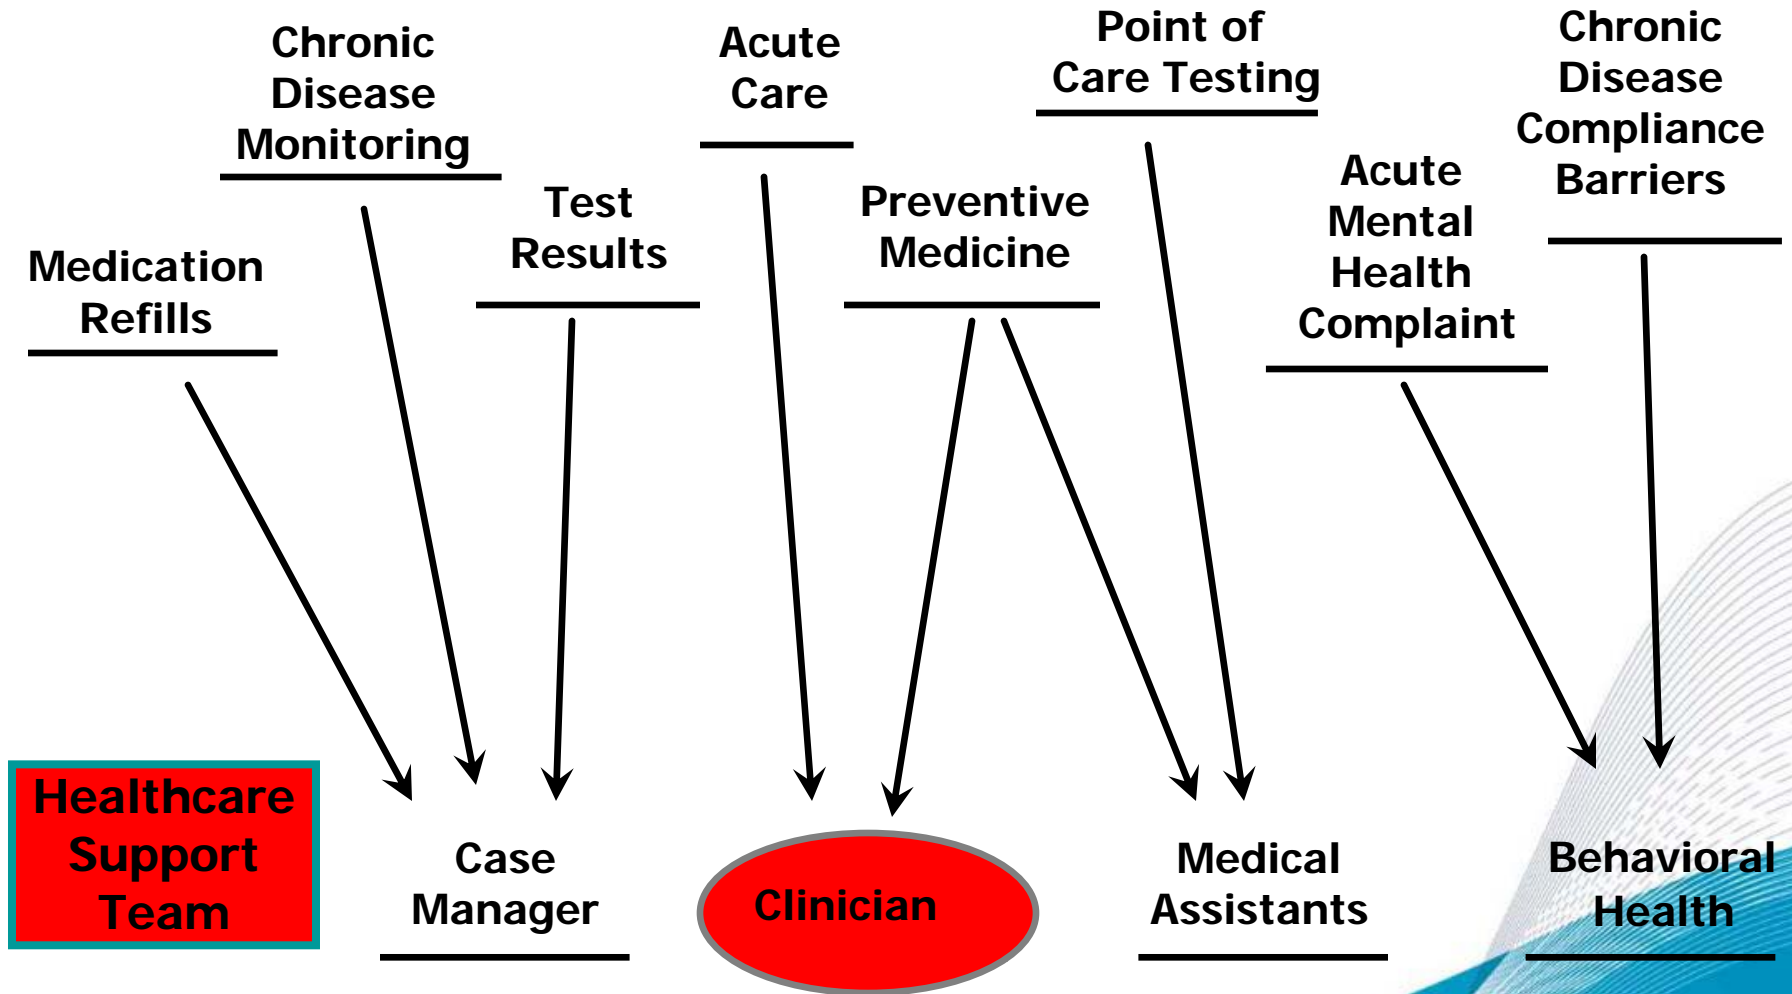 Chronic
Disease
Monitoring
Acute
Care
Point of
Care Testing
Chronic
Disease
Compliance
Barriers
Medication
Refills
Test
Results
Preventive
Medicine
Acute
Mental
Health
Complaint
Healthcare
Support
Team
Case
Manager
Clinician
Medical
Assistants
Behavioral
Health